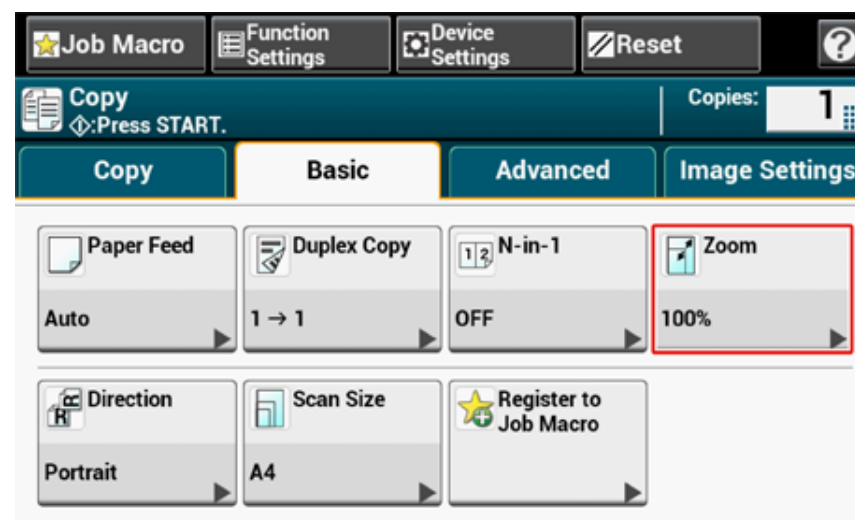 Job Macro
Function
Settings
Device
Settings
Reset
?
Copy
:Press START.
Copies:
1
Copy
Basic
Advanced
Image Settings
Paper Feed
Auto
Duplex Copy
1 → 1
1 2
N-in-1
OFF
Zoom
100%
R R
Direction
Portrait
Scan Size
A4
Register to
Job Macro